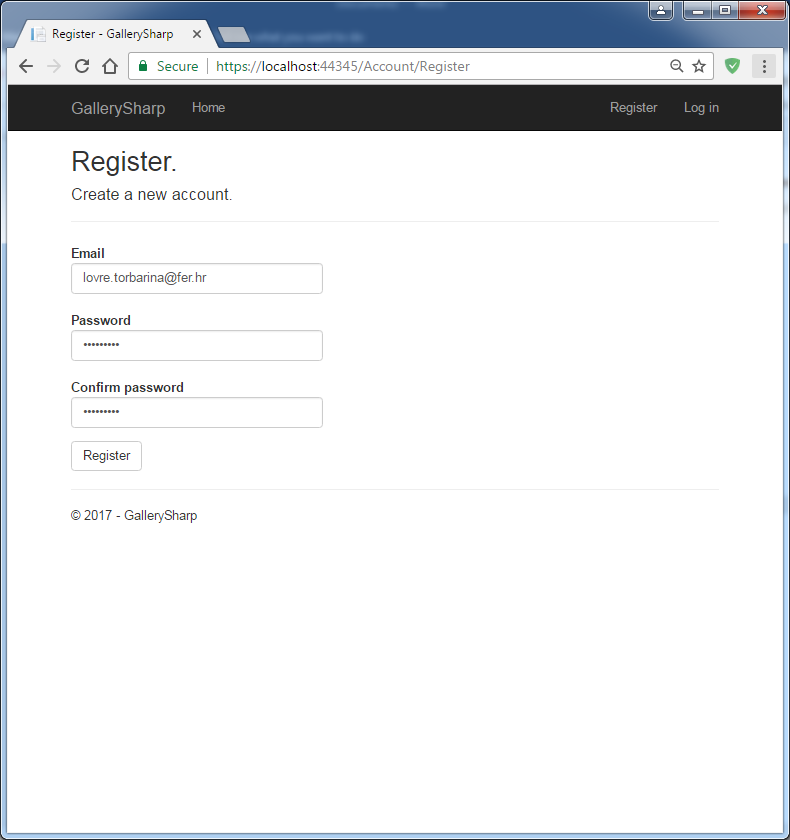 Register - GallerySharp
Secure https://localhost:44345/Account/Register
GallerySharp Home Register Log in
Register.
Create a new account.
Email
lovre.torbarina@fer.hr
Password
•••••••••
Confirm password
•••••••••
Register
© 2017 - GallerySharp